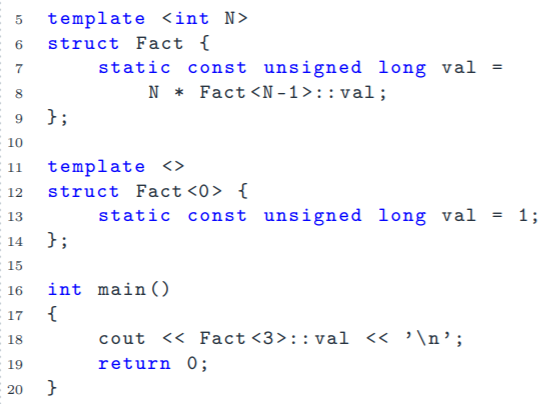 5 template <int N>
6 struct Fact {
7     static const unsigned long val =
8         N * Fact<N-1>::val;
9 };
10
11 template <>
12 struct Fact<0> {
13     static const unsigned long val = 1;
14 };
15
16 int main()
17 {
18     cout << Fact<3>::val << '\n';
19     return 0;
20 }